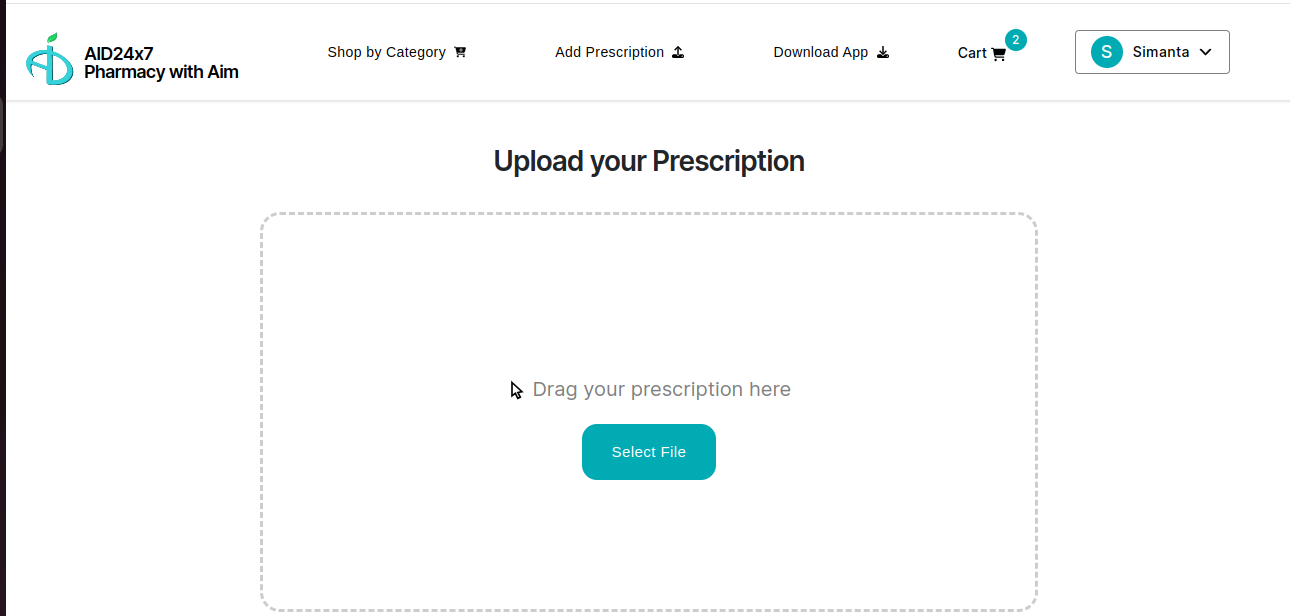 AID24x7
Pharmacy with Aim
Shop by Category
Add Prescription
Download App
Cart
2
S
Simanta
Upload your Prescription
Drag your prescription here
Select File